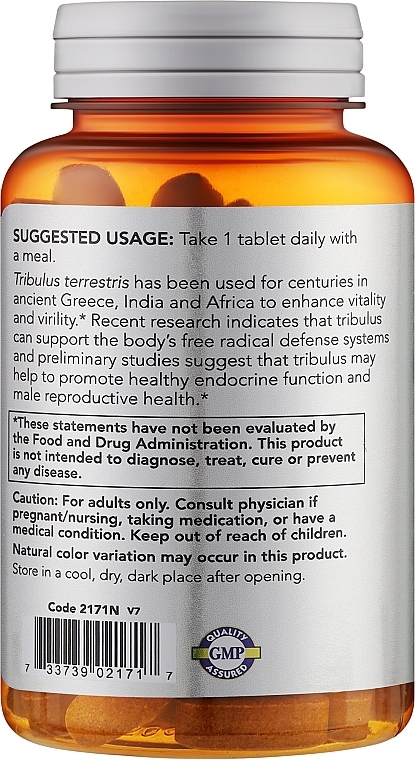 SUGGESTED USAGE: Take 1 tablet daily with
a meal.
Tribulus terrestris has been used for centuries in
ancient Greece, India and Africa to enhance vitality
and virility.* Recent research indicates that tribulus
can support the body's free radical defense systems
and preliminary studies suggest that tribulus may
help to promote healthy endocrine function and
male reproductive health.*
*These statements have not been evaluated by
the Food and Drug Administration. This product
is not intended to diagnose, treat, cure or prevent
any disease.
Caution: For adults only. Consult physician if
pregnant/nursing, taking medication, or have a
medical condition. Keep out of reach of children.
Natural color variation may occur in this product.
Store in a cool, dry, dark place after opening.
Code 2171N V7
7 33739 02171 7
QUALITY
GMP
ASSURED